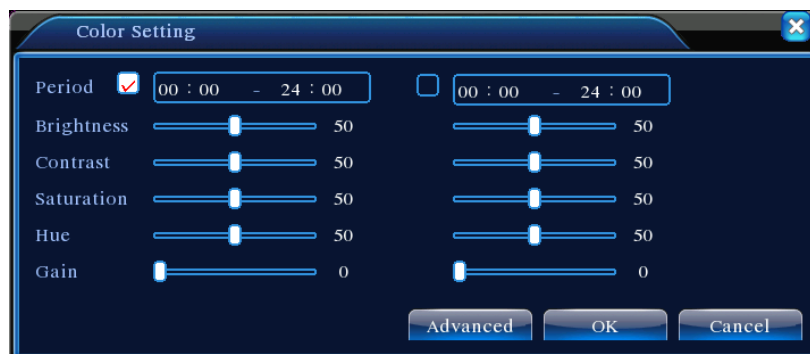 Color Setting
Period 00 : 00 - 24 : 00 00 : 00 - 24 : 00
Brightness 50 50
Contrast 50 50
Saturation 50 50
Hue 50 50
Gain 0 0
Advanced OK Cancel